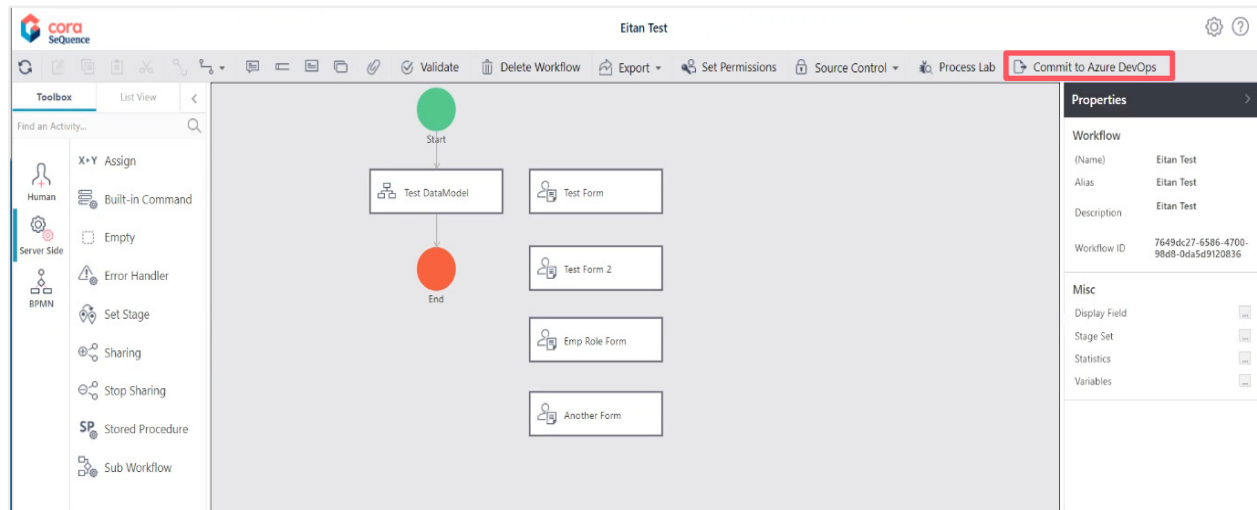 cora
SeQuence
Eitan Test
Validate
Delete Workflow
Export
Set Permissions
Source Control
Process Lab
Commit to Azure DevOps
Toolbox
List View
Find an Activity...
Human
Server Side
BPMN
X Y Assign
Built-in Command
Empty
Error Handler
Set Stage
Sharing
Stop Sharing
SP Stored Procedure
Sub Workflow
Start
Test DataModel
End
Test Form
Test Form 2
Emp Role Form
Another Form
Properties
Workflow
(Name) Eitan Test
Alias Eitan Test
Description Eitan Test
Workflow ID 7649dc27-6586-4700-
98d8-0da5d9120836
Misc
Display Field ...
Stage Set ...
Statistics ...
Variables ...